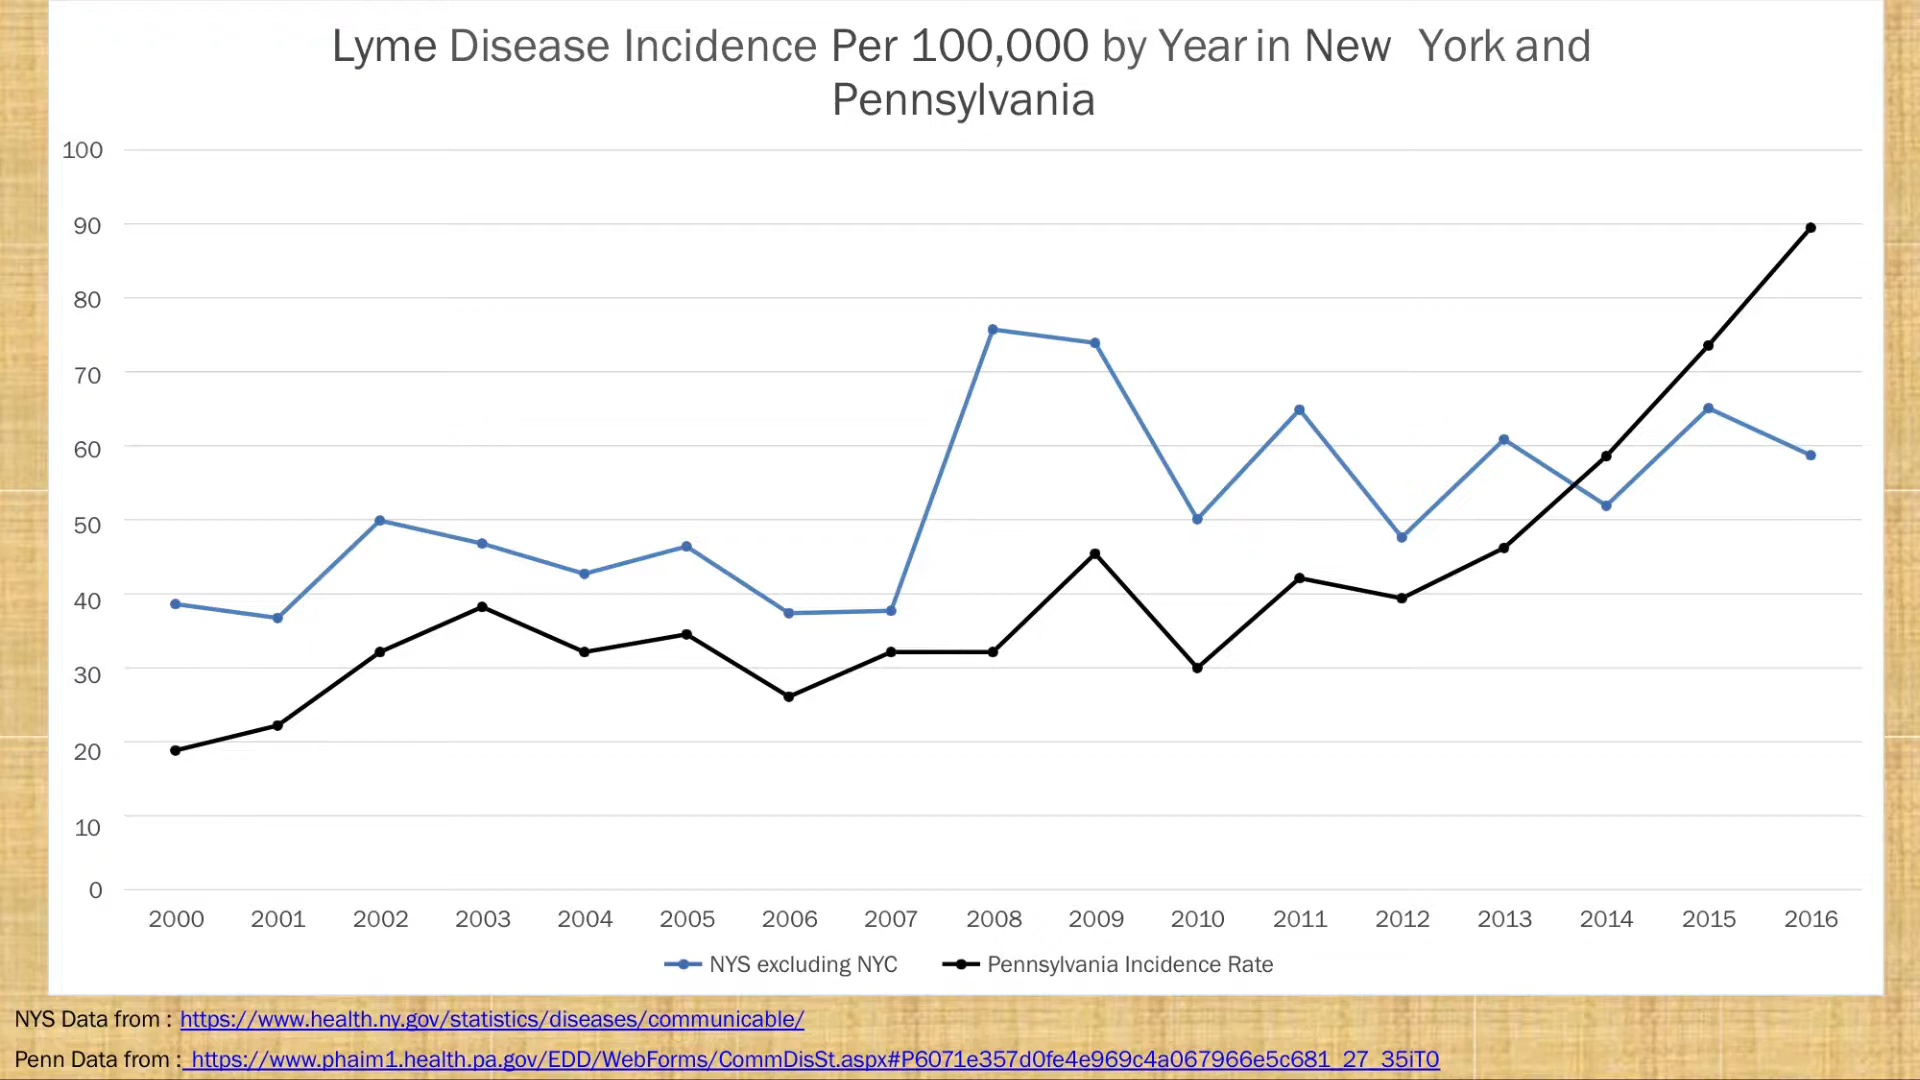 Lyme Disease Incidence Per 100,000 by Year in New York and
Pennsylvania
100
90
80
70
60
50
40
30
20
10
0
2000 2001 2002 2003 2004 2005 2006 2007 2008 2009 2010 2011 2012 2013 2014 2015 2016
NYS excluding NYC Pennsylvania Incidence Rate
NYS Data from : https://www.health.ny.gov/statistics/diseases/communicable/
Penn Data from : https://www.phaim1.health.pa.gov/EDD/WebForms/CommDisSt.aspx#P6071e357d0fe4e969c4a067966e5c681_27_35iT0